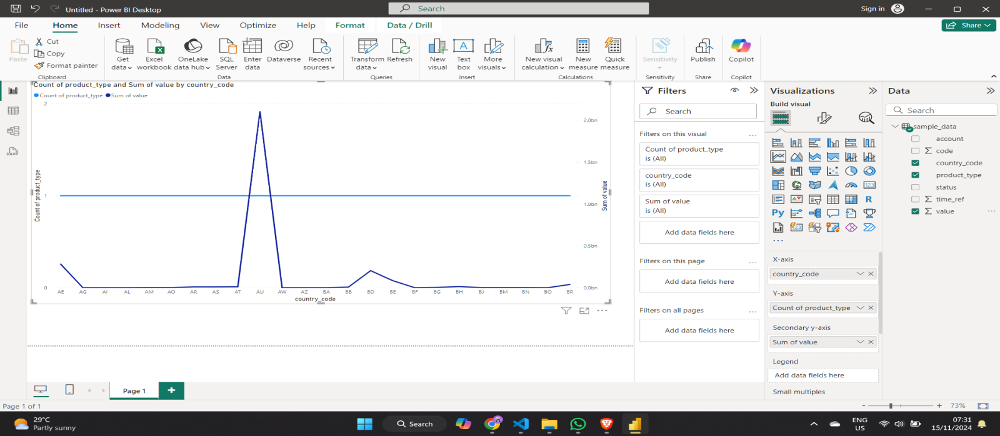 Untitled - Power BI Desktop
Search
Sign in
File Home Insert Modeling View Optimize Help Format Data / Drill
Share
Paste
Cut
Copy
Format painter
Clipboard
Get data
Excel workbook
OneLake data hub
SQL Server
Enter data
Dataverse
Recent sources
Data
Transform data
Refresh
Queries
New visual
Text box
More visuals
Insert
New visual calculation
New measure
Quick measure
Calculations
Sensitivity
Sensitivity
Publish
Share
Copilot
Copilot
DAX
Count of product_type and Sum of value by country_code
Count of product_type Sum of value
2
1
0
Count of product_type
2.0bn
1.5bn
1.0bn
0.5bn
0.0bn
Sum of value
AE AG AI AL AM AO AR AS AT AU AW AZ BA BB BD BE BF BG BH BJ BM BN BO BR
country_code
Filters
Search
Filters on this visual ...
Count of product_type
is (All)
country_code
is (All)
Sum of value
is (All)
Add data fields here
Filters on this page ...
Add data fields here
Filters on all pages ...
Add data fields here
Visualizations
Build visual
123
R
Py
123
...
X-axis
country_code
Y-axis
Count of product_type
Secondary y-axis
Sum of value
Legend
Add data fields here
Small multiples
Data
Search
sample_data
account
Σ code
country_code
product_type
status
Σ time_ref
Σ value ...
Page 1
+
Page 1 of 1
- + 73%
29°C
Partly sunny
Search
ENG
US
07:31
15/11/2024